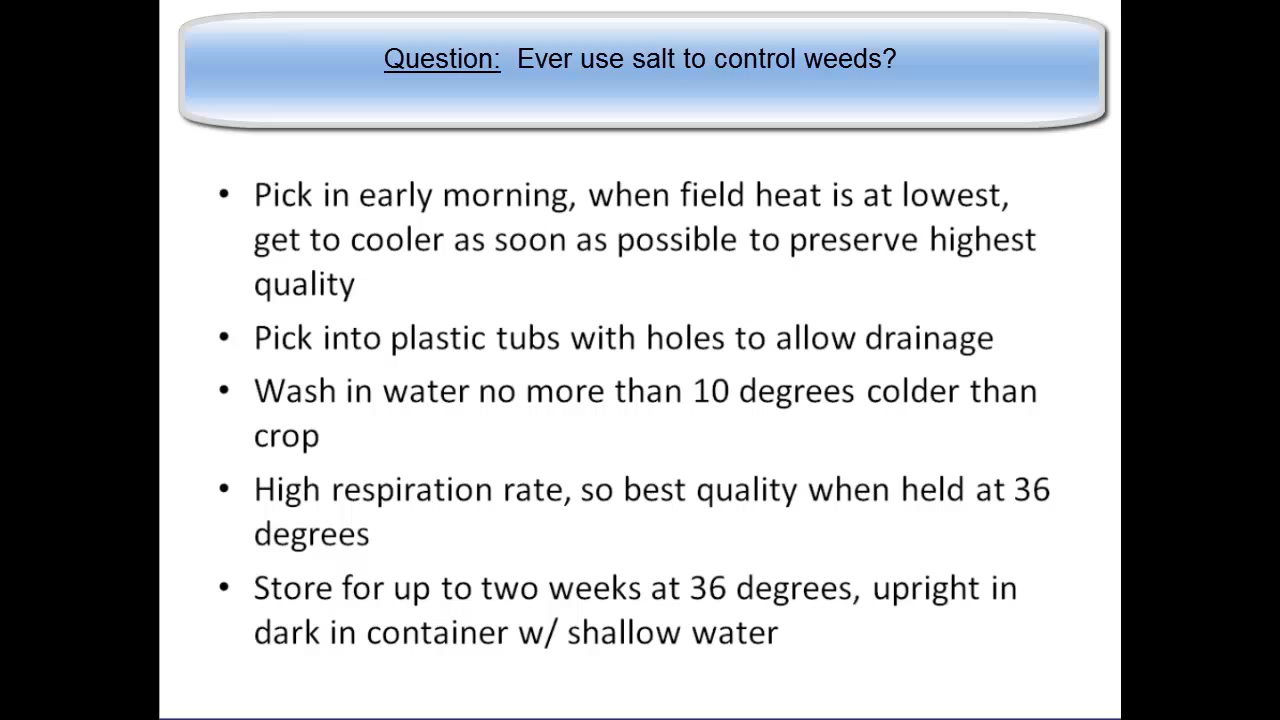 Question:  Ever use salt to control weeds?
• Pick in early morning, when field heat is at lowest,
get to cooler as soon as possible to preserve highest
quality
• Pick into plastic tubs with holes to allow drainage
• Wash in water no more than 10 degrees colder than
crop
• High respiration rate, so best quality when held at 36
degrees
• Store for up to two weeks at 36 degrees, upright in
dark in container w/ shallow water